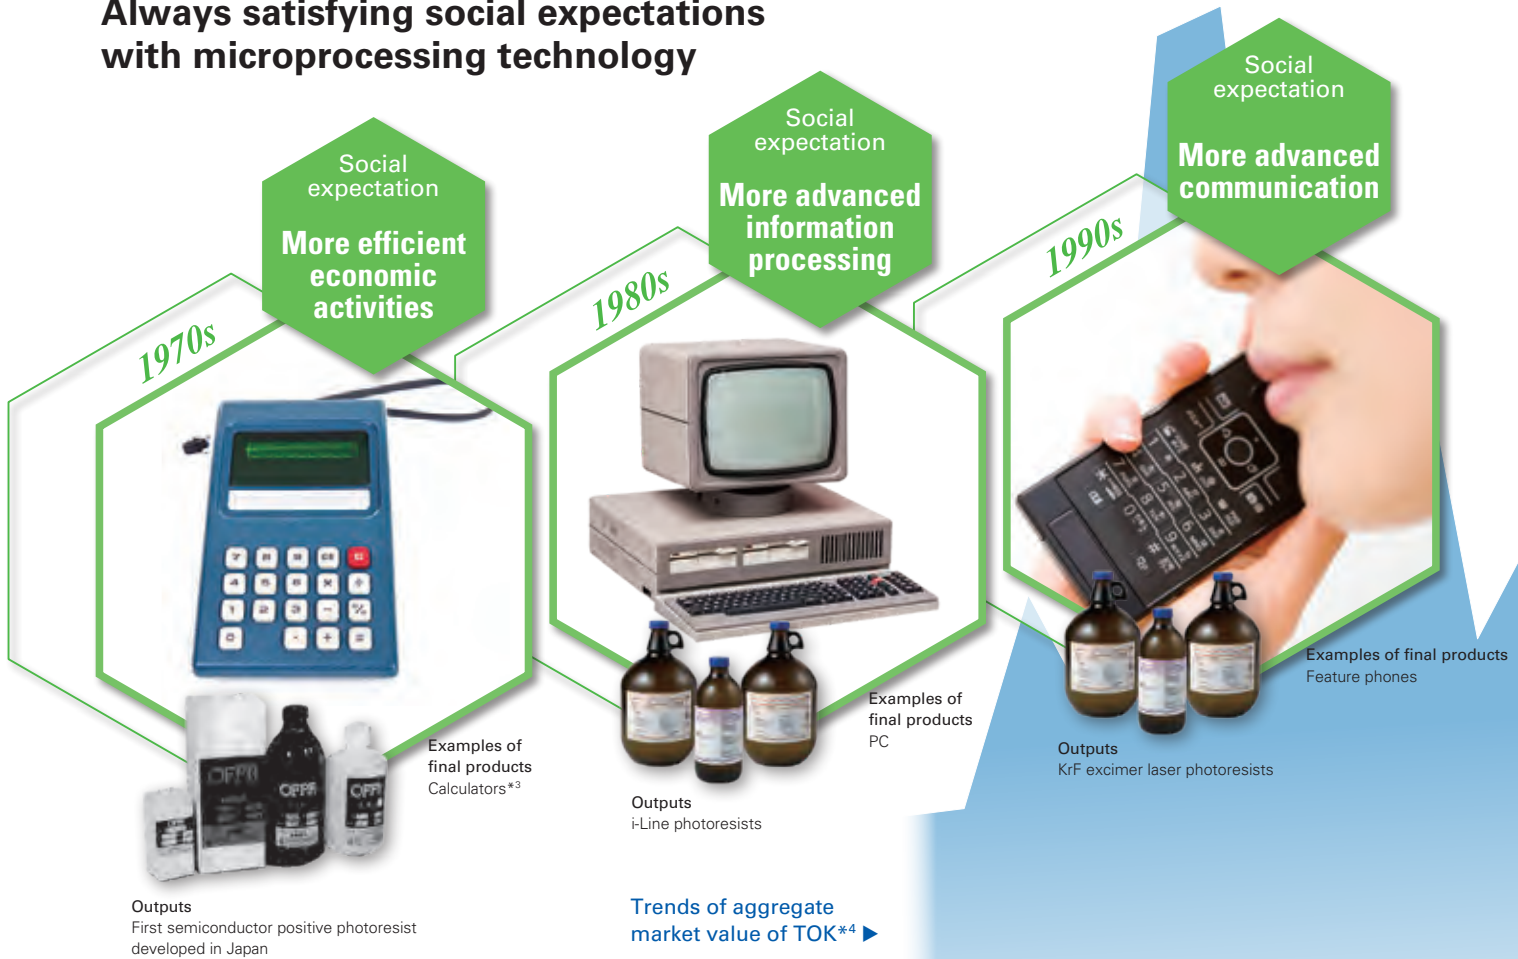 Always satisfying social expectations
with microprocessing technology
Social
expectation
More efficient
economic
activities
1970s
Examples of
final products
Calculators*3
OFPR
OFPR
OFPR
Outputs
First semiconductor positive photoresist
developed in Japan
Social
expectation
More advanced
information
processing
1980s
Examples of
final products
PC
Outputs
i-Line photoresists
Social
expectation
More advanced
communication
1990s
Examples of final products
Feature phones
Outputs
KrF excimer laser photoresists
Trends of aggregate
market value of TOK*4 ▶